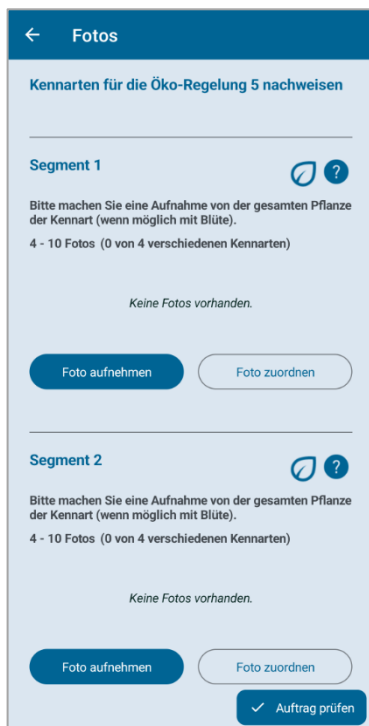 Fotos
Kennarten für die Öko-Regelung 5 nachweisen
Segment 1
?
Bitte machen Sie eine Aufnahme von der gesamten Pflanze
der Kennart (wenn möglich mit Blüte).
4 - 10 Fotos (0 von 4 verschiedenen Kennarten)
Keine Fotos vorhanden.
Foto aufnehmen
Foto zuordnen
Segment 2
?
Bitte machen Sie eine Aufnahme von der gesamten Pflanze
der Kennart (wenn möglich mit Blüte).
4 - 10 Fotos (0 von 4 verschiedenen Kennarten)
Keine Fotos vorhanden.
Foto aufnehmen
Foto zuordnen
Auftrag prüfen